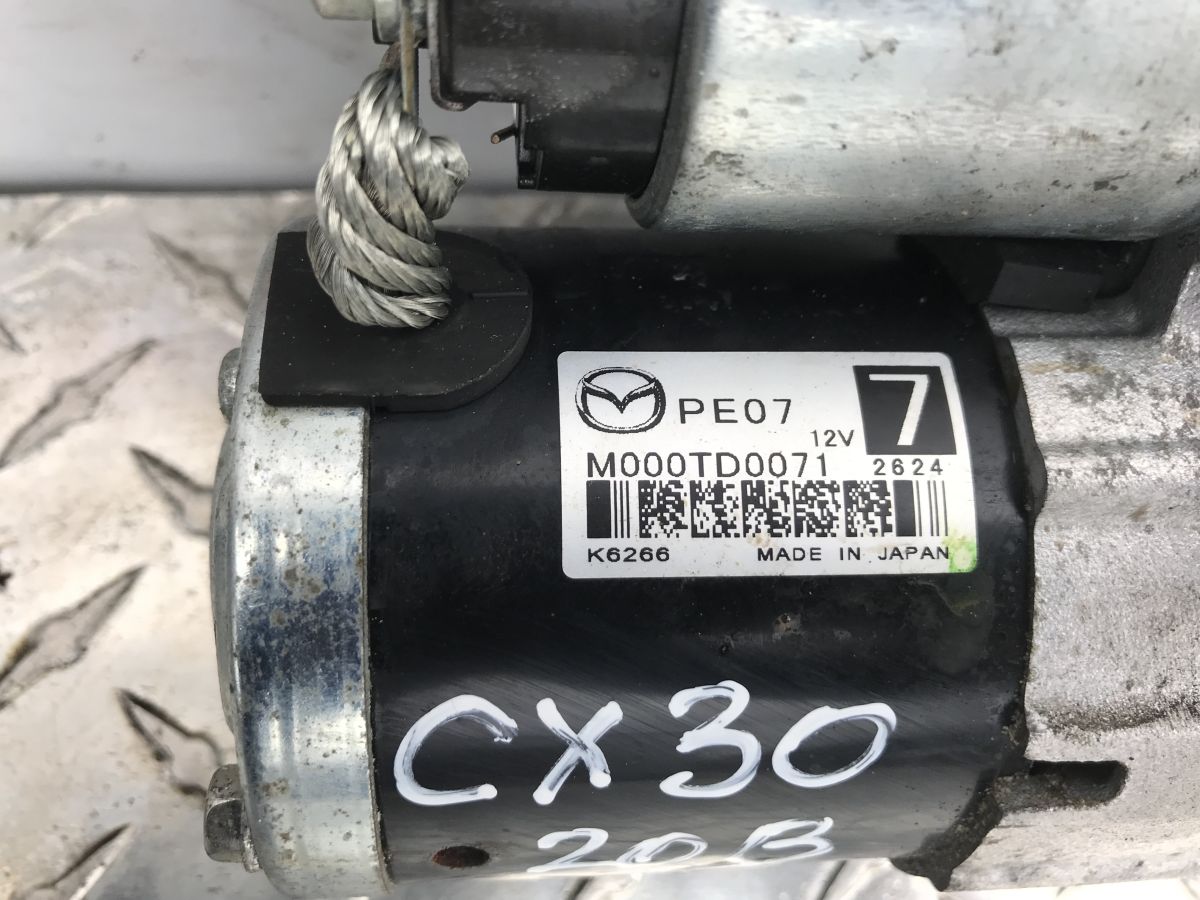 PE07
7
12V
M000TD0071 2624
K6266 MADE IN JAPAN
CX30
20B